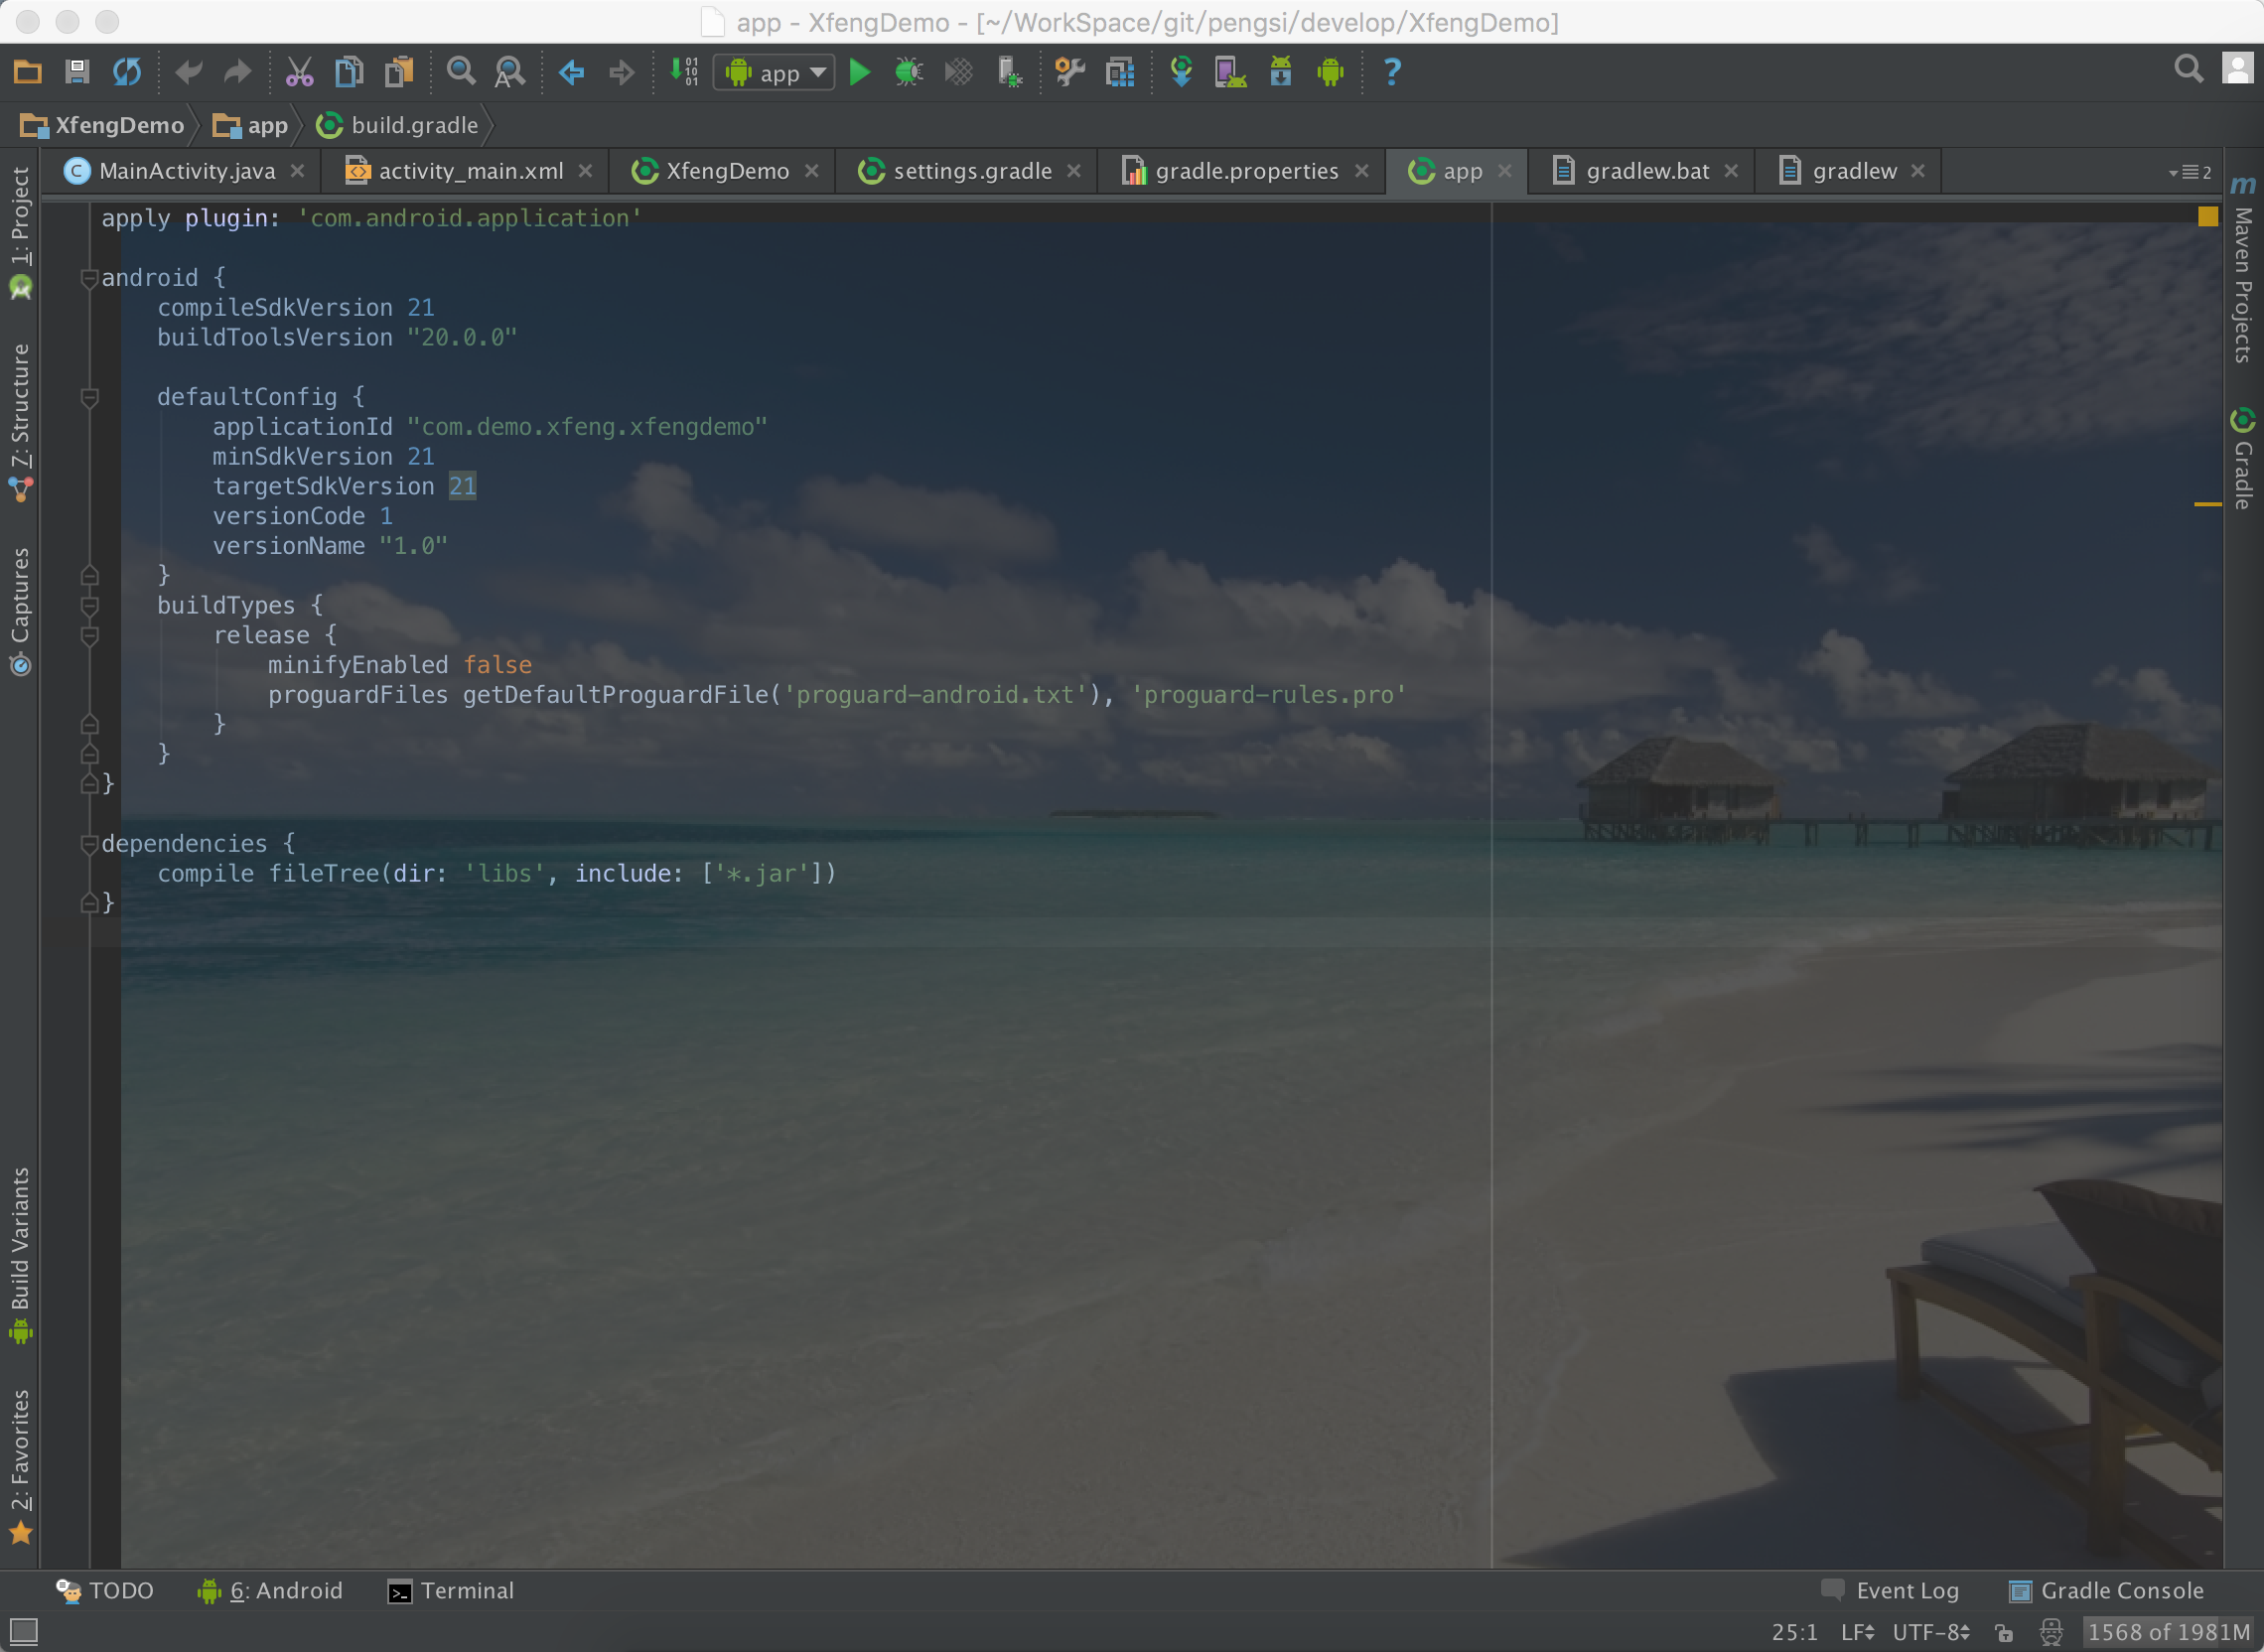 app - XfengDemo - [~/WorkSpace/git/pengsi/develop/XfengDemo]
app
XfengDemo app build.gradle
MainActivity.java activity_main.xml XfengDemo settings.gradle gradle.properties app gradlew.bat gradlew 2
1: Project
7: Structure
Captures
Build Variants
2: Favorites
apply plugin: 'com.android.application'
android {
compileSdkVersion 21
buildToolsVersion "20.0.0"
defaultConfig {
applicationId "com.demo.xfeng.xfengdemo"
minSdkVersion 21
targetSdkVersion 21
versionCode 1
versionName "1.0"
}
buildTypes {
release {
minifyEnabled false
proguardFiles getDefaultProguardFile('proguard-android.txt'), 'proguard-rules.pro'
}
}
}
dependencies {
compile fileTree(dir: 'libs', include: ['*.jar'])
}
m Maven Projects
Gradle
TODO 6: Android Terminal Event Log Gradle Console
25:1 LF UTF-8 1568 of 1981M